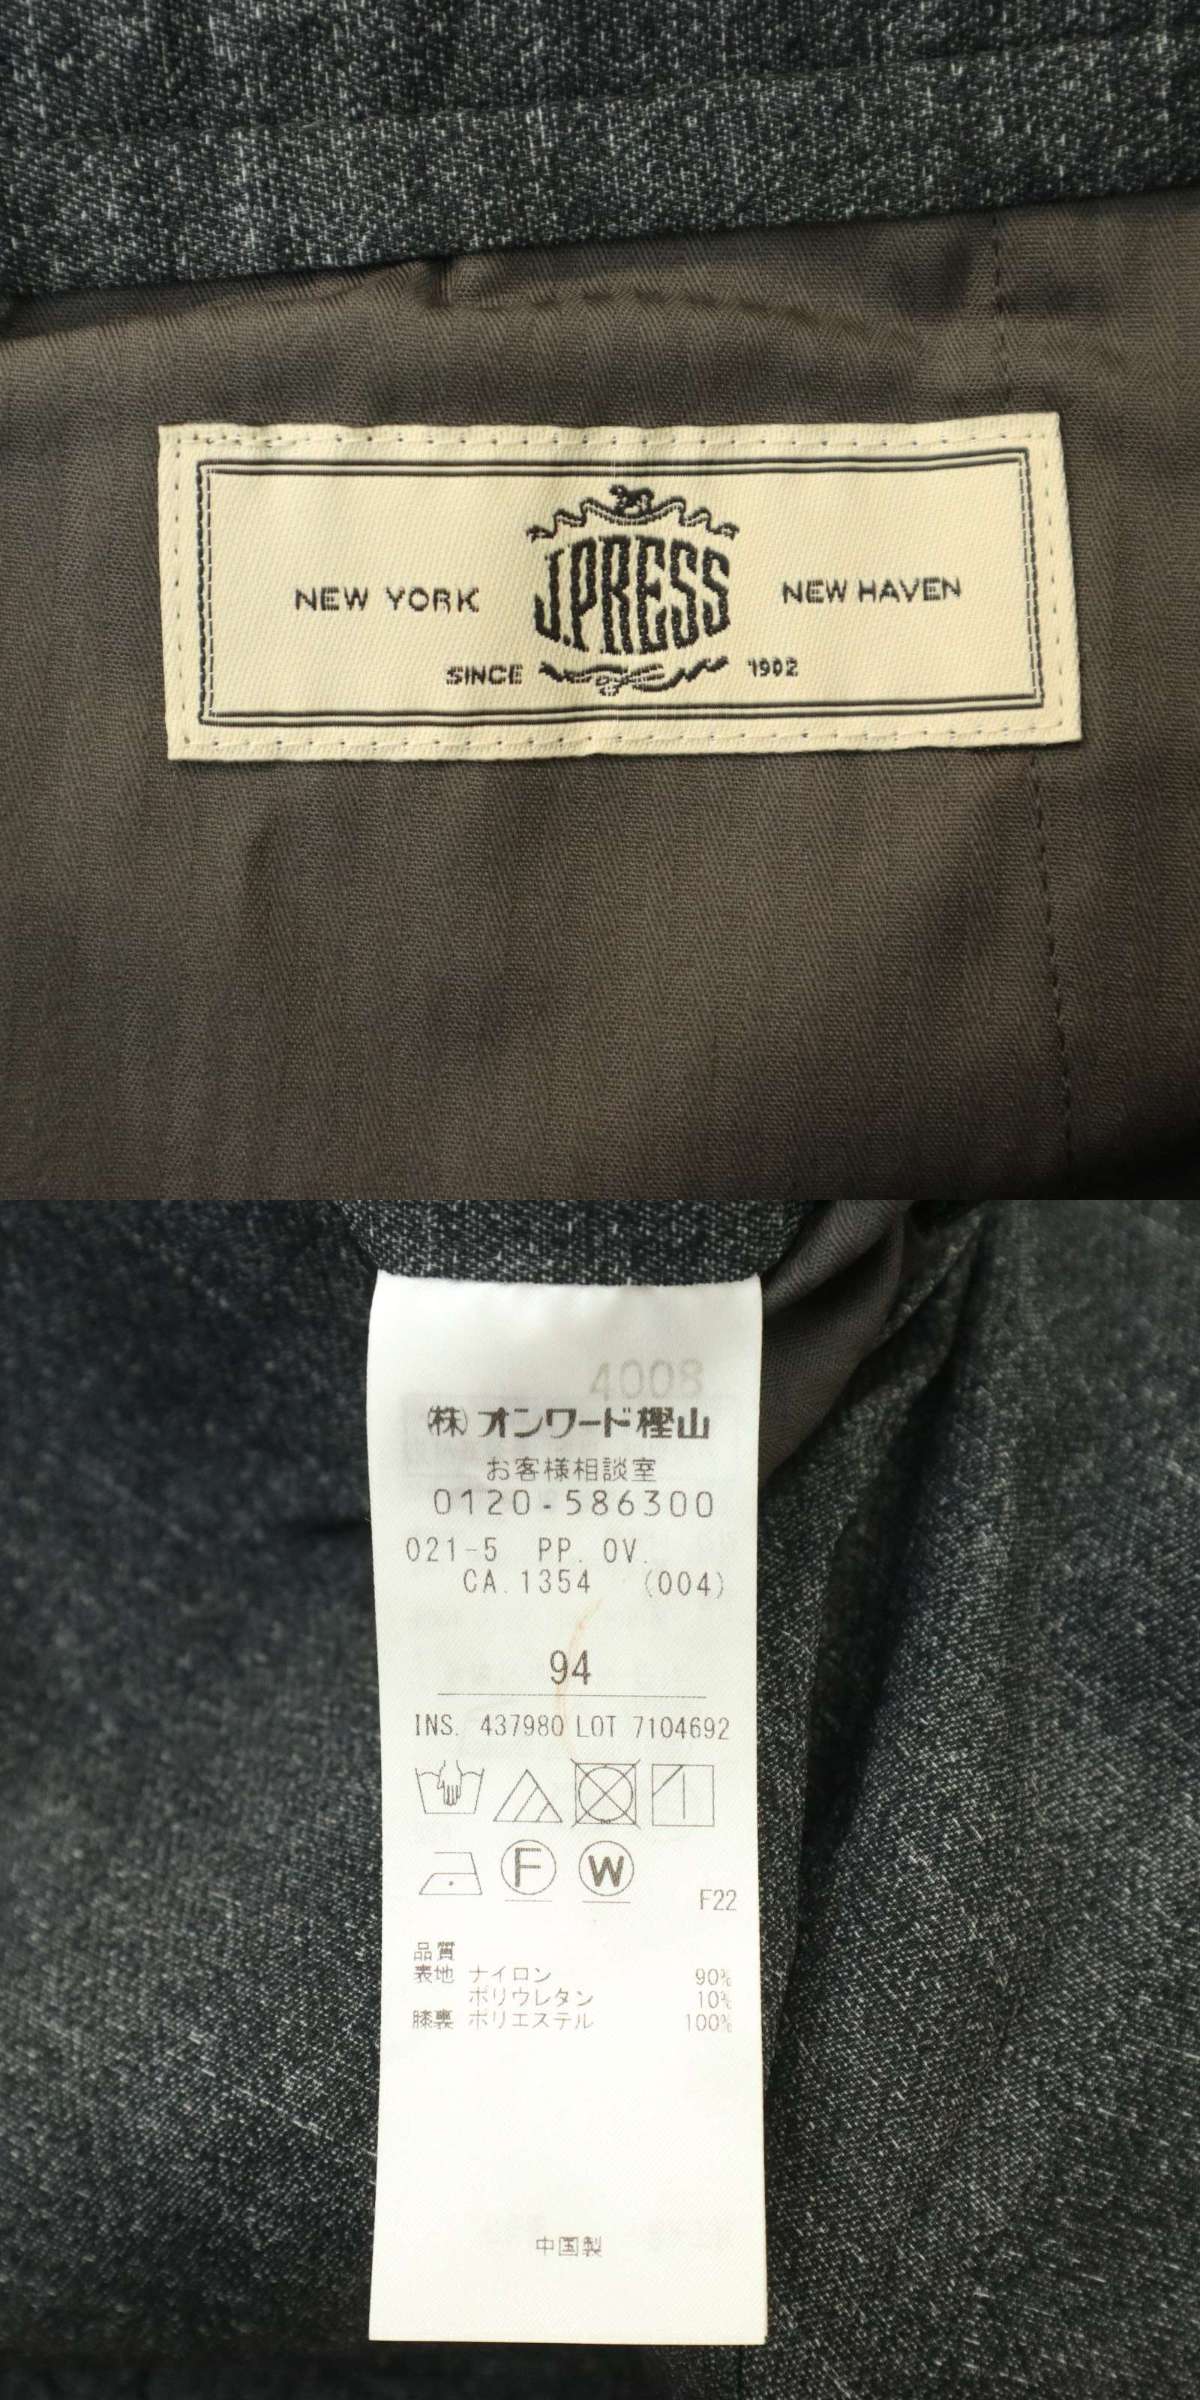 NEW YORK J.PRESS NEW HAVEN
SINCE 1902
4008
㈱オンワード樫山
お客様相談室
0120-586300
021-5 PP. OV.
CA.1354 (004)
94
INS. 437980 LOT 7104692
F W
F22
品質
表地 ナイロン 90%
ポリウレタン 10%
膝裏 ポリエステル 100%
中国製